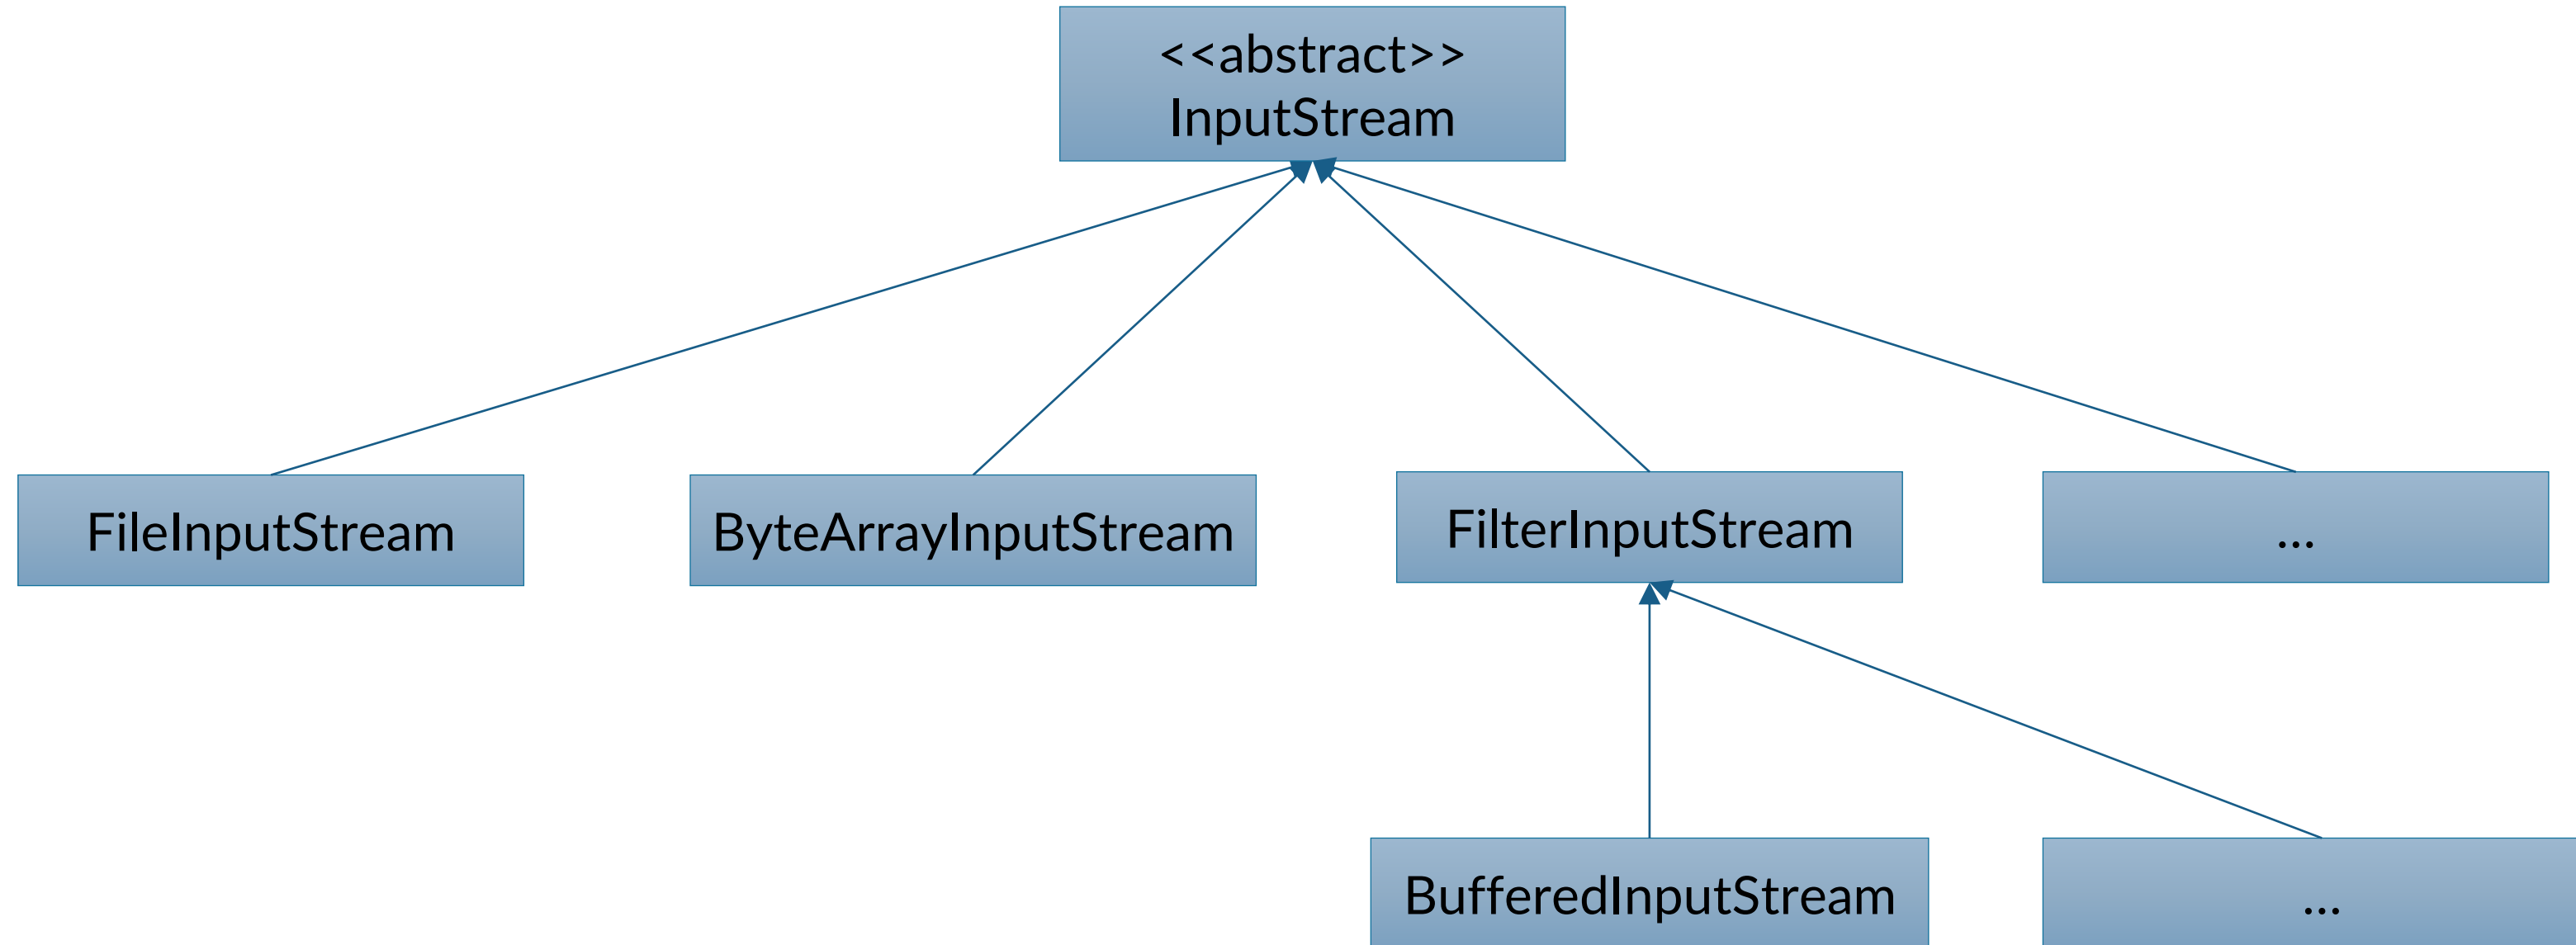 <<abstract>>
InputStream
FileInputStream
ByteArrayInputStream
FilterInputStream
...
BufferedInputStream
...